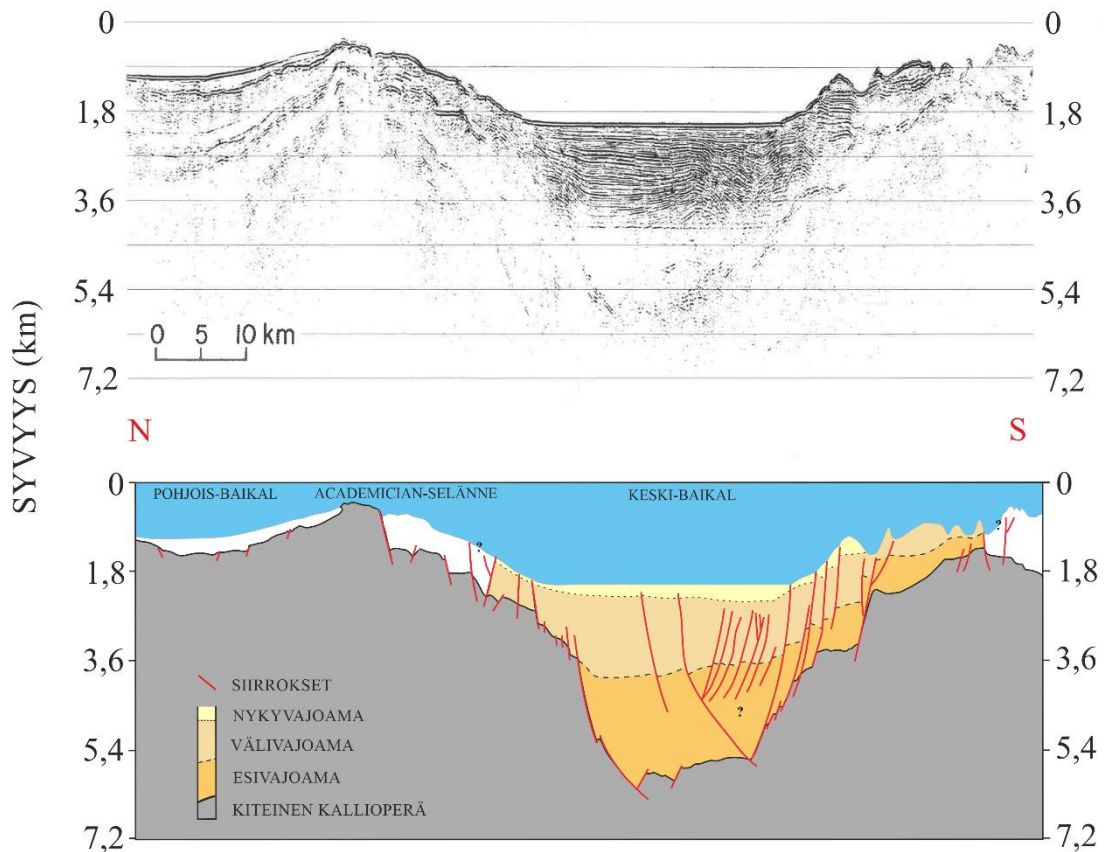 0
1.8
3,6
5,4
7,2
0
1.8
3,6
5,4
7,2
0 5 10 km
SYVYYS (km)
N
S
0
1.8
3,6
5,4
7,2
0
1.8
3,6
5,4
7,2
POHJOIS-BAIKAL
ACADEMICIAN-SELÄNNE
KESKI-BAIKAL
?
?
?
SIIRROKSET
NYKYVAJOAMA
VÄLIVAJOAMA
ESIVAJOAMA
KITEINEN KALLIOPERÄ